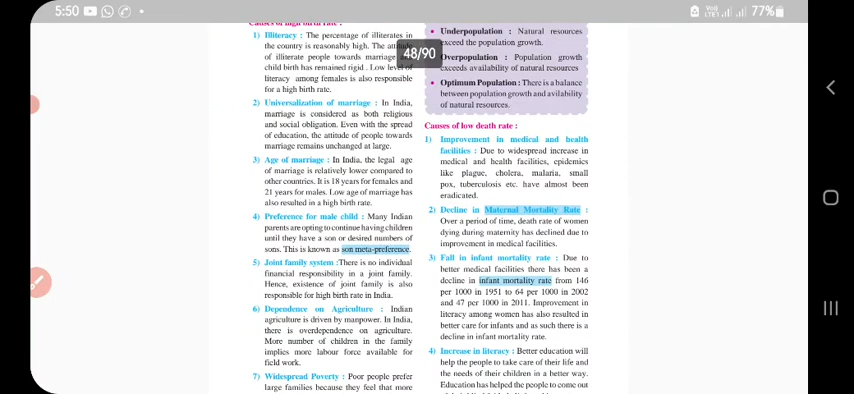 5:50
VoLTE1
77%
48/90
Causes of high birth rate :
1) Illiteracy : The percentage of illiterates in
the country is reasonably high. The attitude
of illiterate people towards marriage
child birth has remained rigid . Low level of
literacy among females is also responsible
for a high birth rate.
2) Universalization of marriage : In India,
marriage is considered as both religious
and social obligation. Even with the spread
of education, the attitude of people towards
marriage remains unchanged at large.
3) Age of marriage : In India, the legal age
of marriage is relatively lower compared to
other countries. It is 18 years for females and
21 years for males. Low age of marriage has
also resulted in a high birth rate.
4) Preference for male child : Many Indian
parents are opting to continue having children
until they have a son or desired numbers of
sons. This is known as son meta-preference.
5) Joint family system :There is no individual
financial responsibility in a joint family.
Hence, existence of joint family is also
responsible for high birth rate in India.
6) Dependence on Agriculture : Indian
agriculture is driven by manpower. In India,
there is overdependence on agriculture.
More number of children in the family
implies more labour force available for
field work.
7) Widespread Poverty : Poor people prefer
large families because they feel that more
• Underpopulation : Natural resources
exceed the population growth.
Overpopulation : Population growth
exceeds availability of natural resources
• Optimum Population : There is a balance
between population growth and avilability
of natural resources.
Causes of low death rate :
1) Improvement in medical and health
facilities : Due to widespread increase in
medical and health facilities, epidemics
like plague, cholera, malaria, small
pox, tuberculosis etc. have almost been
eradicated.
2) Decline in Maternal Mortality Rate :
Over a period of time, death rate of women
dying during maternity has declined due to
improvement in medical facilities.
3) Fall in infant mortality rate : Due to
better medical facilities there has been a
decline in infant mortality rate from 146
per 1000 in 1951 to 64 per 1000 in 2002
and 47 per 1000 in 2011. Improvement in
literacy among women has also resulted in
better care for infants and as such there is a
decline in infant mortality rate.
4) Increase in literacy : Better education will
help the people to take care of their life and
the needs of their children in a better way.
Education has helped the people to come out